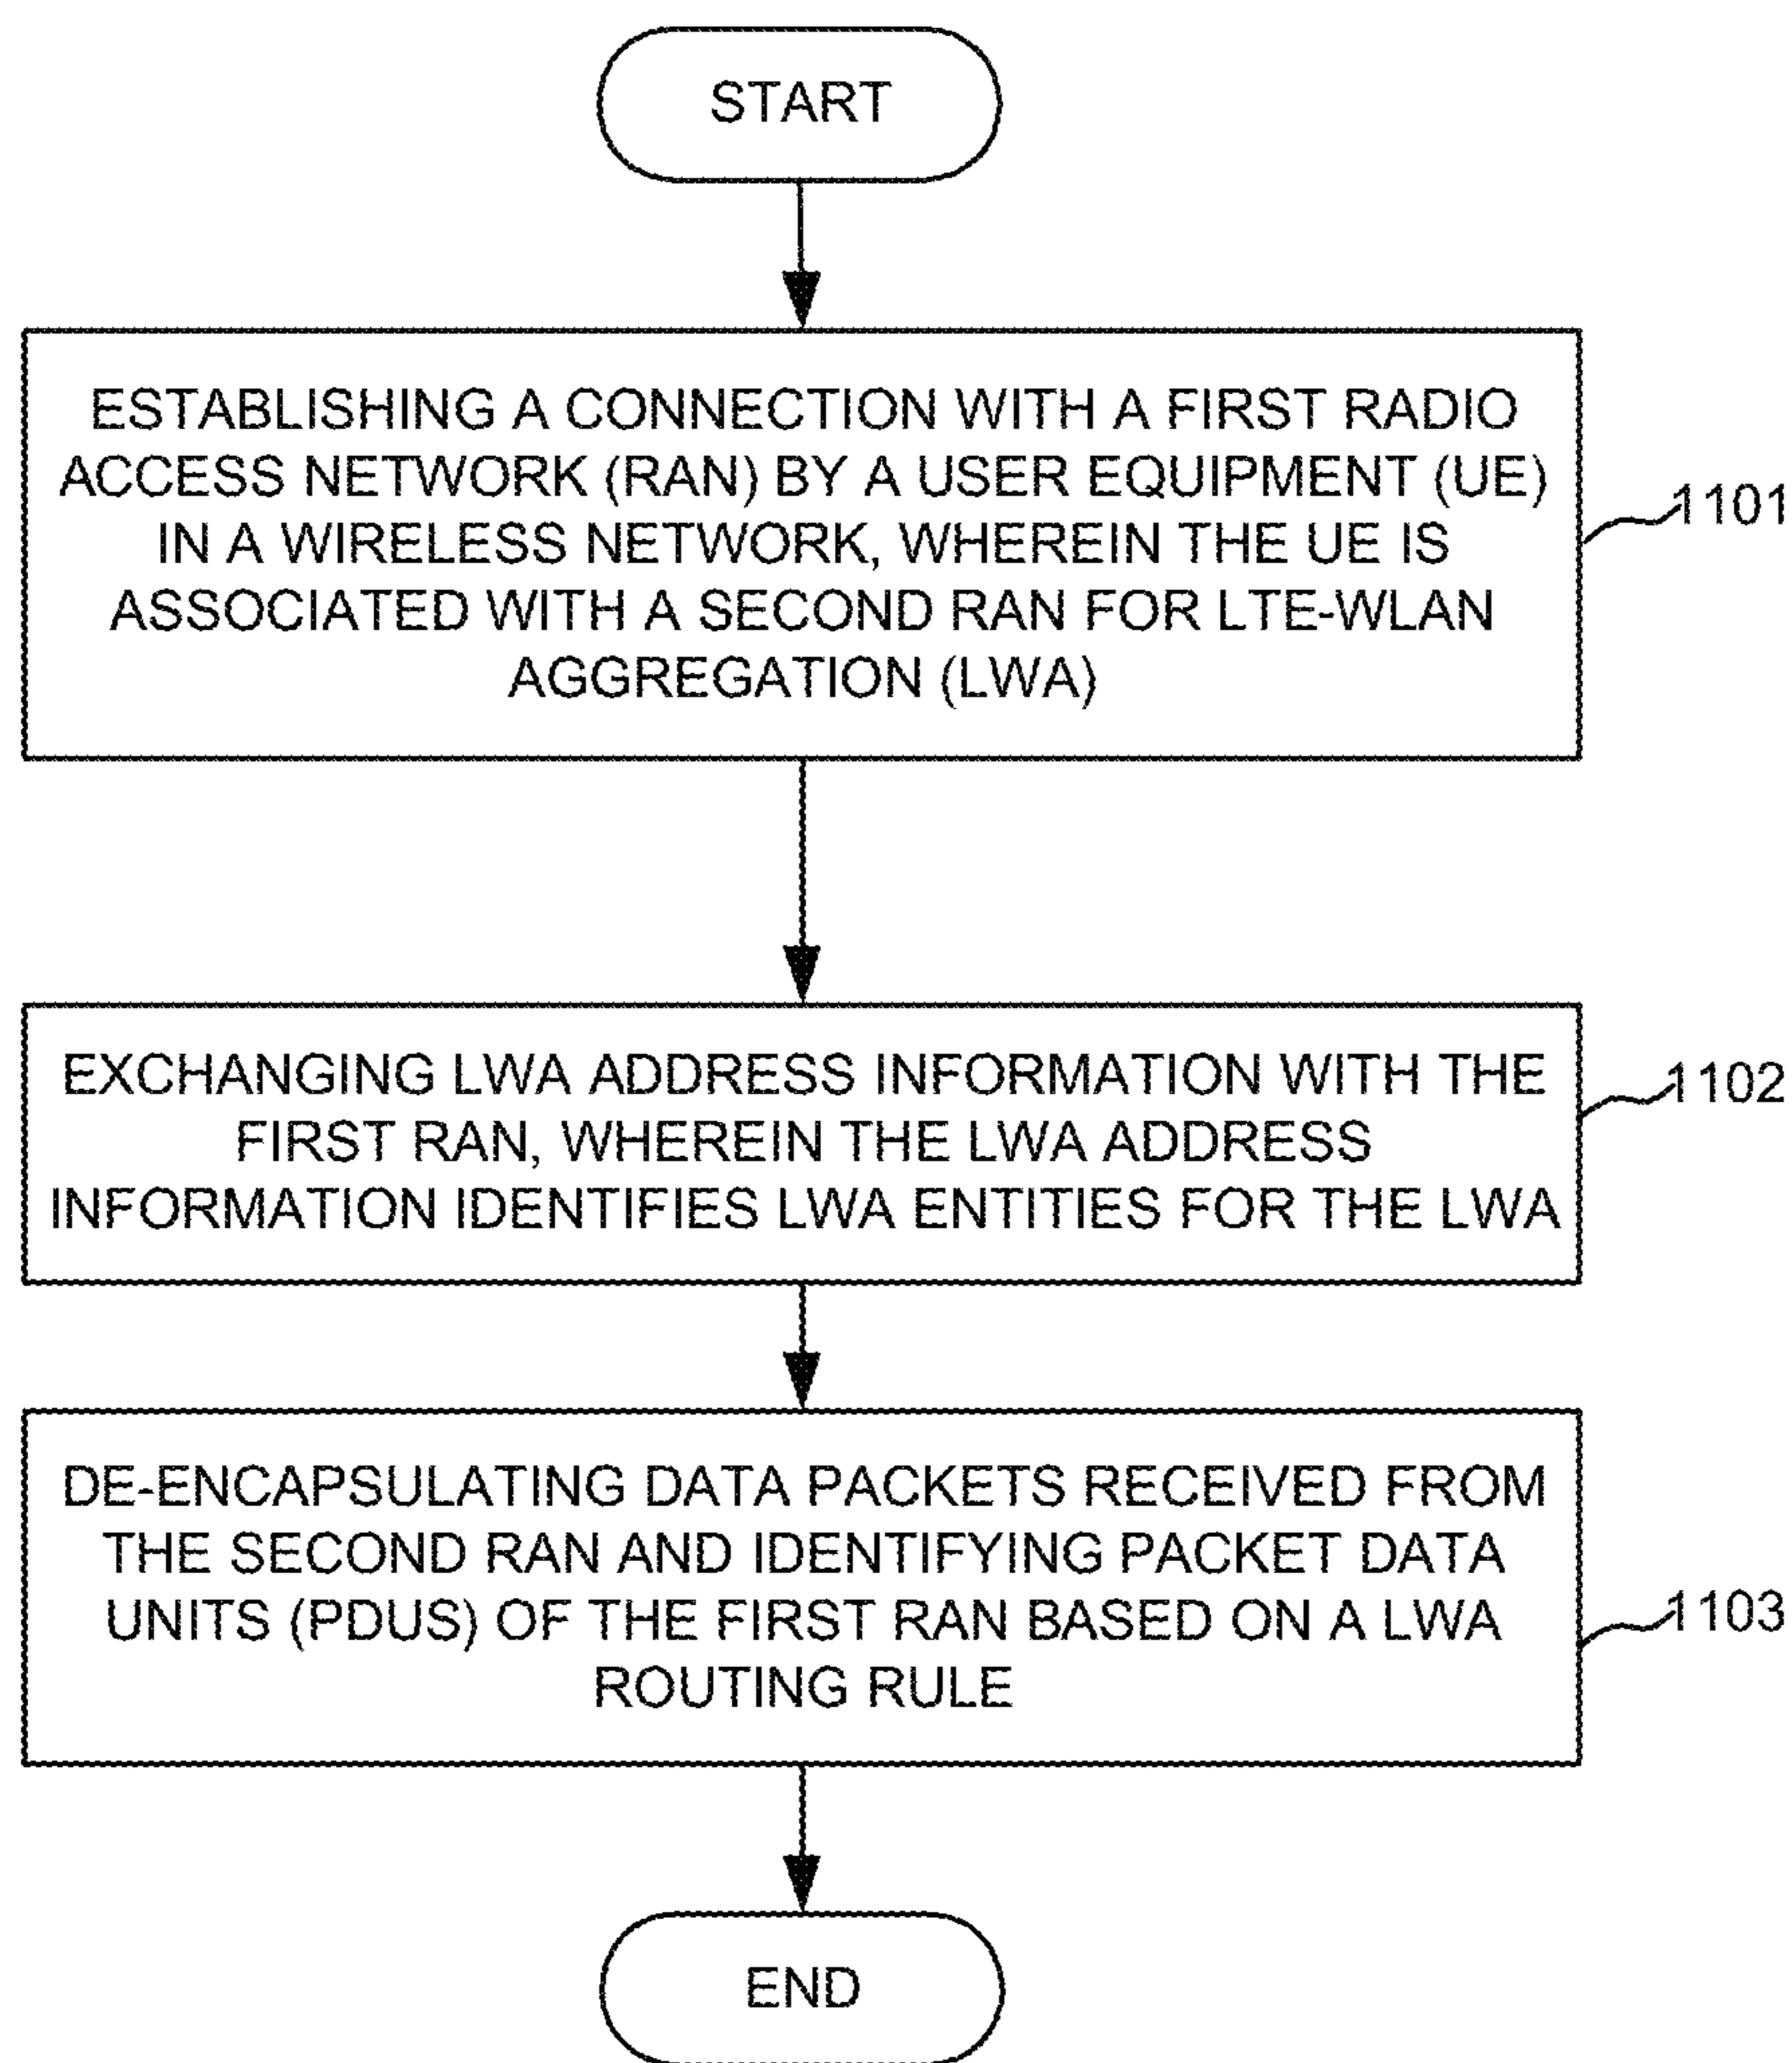 START
ESTABLISHING A CONNECTION WITH A FIRST RADIO
ACCESS NETWORK (RAN) BY A USER EQUIPMENT (UE)
IN A WIRELESS NETWORK, WHEREIN THE UE IS
ASSOCIATED WITH A SECOND RAN FOR LTE-WLAN
AGGREGATION (LWA)
1101
EXCHANGING LWA ADDRESS INFORMATION WITH THE
FIRST RAN, WHEREIN THE LWA ADDRESS
INFORMATION IDENTIFIES LWA ENTITIES FOR THE LWA
1102
DE-ENCAPSULATING DATA PACKETS RECEIVED FROM
THE SECOND RAN AND IDENTIFYING PACKET DATA
UNITS (PDUS) OF THE FIRST RAN BASED ON A LWA
ROUTING RULE
1103
END